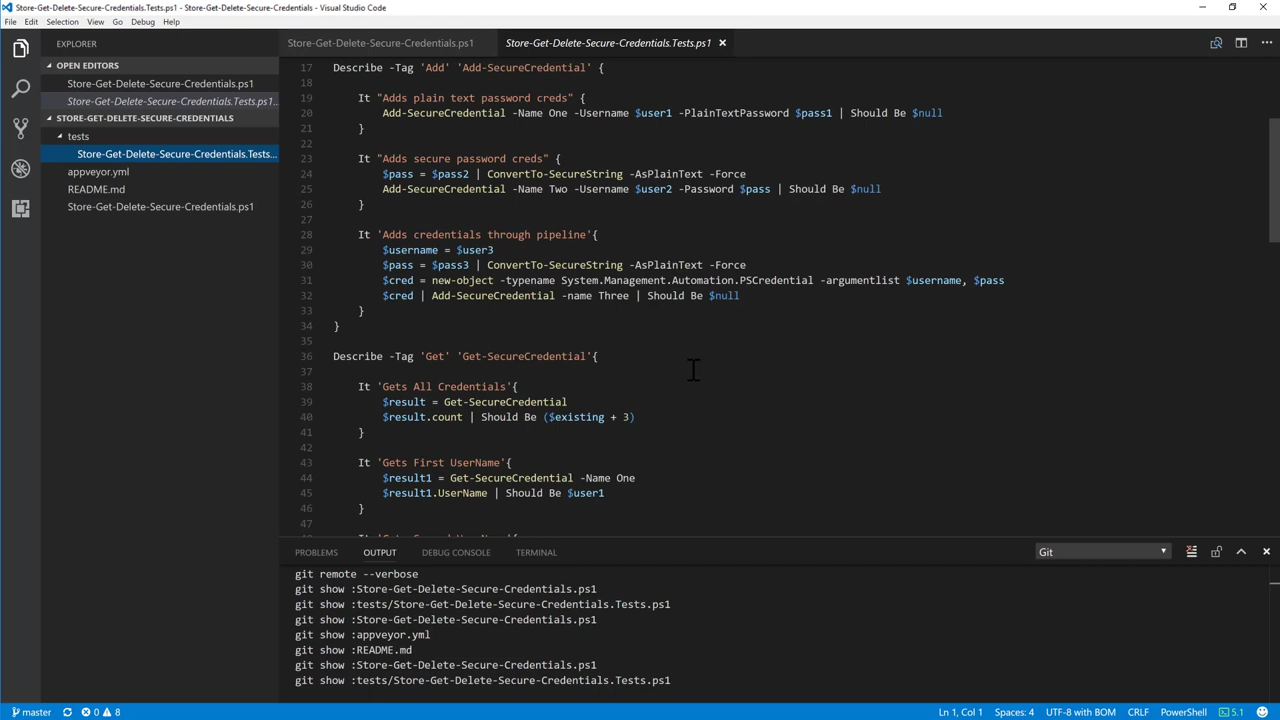 Store-Get-Delete-Secure-Credentials.Tests.ps1 - Store-Get-Delete-Secure-Credentials - Visual Studio Code
File Edit Selection View Go Debug Help
EXPLORER
OPEN EDITORS
Store-Get-Delete-Secure-Credentials.ps1
Store-Get-Delete-Secure-Credentials.Tests.ps1...
STORE-GET-DELETE-SECURE-CREDENTIALS
tests
Store-Get-Delete-Secure-Credentials.Tests...
appveyor.yml
README.md
Store-Get-Delete-Secure-Credentials.ps1
Store-Get-Delete-Secure-Credentials.ps1 Store-Get-Delete-Secure-Credentials.Tests.ps1
17 Describe -Tag 'Add' 'Add-SecureCredential' {
18
19 It "Adds plain text password creds" {
20 Add-SecureCredential -Name One -Username $user1 -PlainTextPassword $pass1 | Should Be $null
21 }
22
23 It "Adds secure password creds" {
24 $pass = $pass2 | ConvertTo-SecureString -AsPlainText -Force
25 Add-SecureCredential -Name Two -Username $user2 -Password $pass | Should Be $null
26 }
27
28 It 'Adds credentials through pipeline'{
29 $username = $user3
30 $pass = $pass3 | ConvertTo-SecureString -AsPlainText -Force
31 $cred = new-object -typename System.Management.Automation.PSCredential -argumentlist $username, $pass
32 $cred | Add-SecureCredential -name Three | Should Be $null
33 }
34 }
35
36 Describe -Tag 'Get' 'Get-SecureCredential'{
37
38 It 'Gets All Credentials'{
39 $result = Get-SecureCredential
40 $result.count | Should Be ($existing + 3)
41 }
42
43 It 'Gets First UserName'{
44 $result1 = Get-SecureCredential -Name One
45 $result1.UserName | Should Be $user1
46 }
47
PROBLEMS OUTPUT DEBUG CONSOLE TERMINAL Git
git remote --verbose
git show :Store-Get-Delete-Secure-Credentials.ps1
git show :tests/Store-Get-Delete-Secure-Credentials.Tests.ps1
git show :Store-Get-Delete-Secure-Credentials.ps1
git show :appveyor.yml
git show :README.md
git show :Store-Get-Delete-Secure-Credentials.ps1
git show :tests/Store-Get-Delete-Secure-Credentials.Tests.ps1
master 0 8 Ln 1, Col 1 Spaces: 4 UTF-8 with BOM CRLF PowerShell 5.1